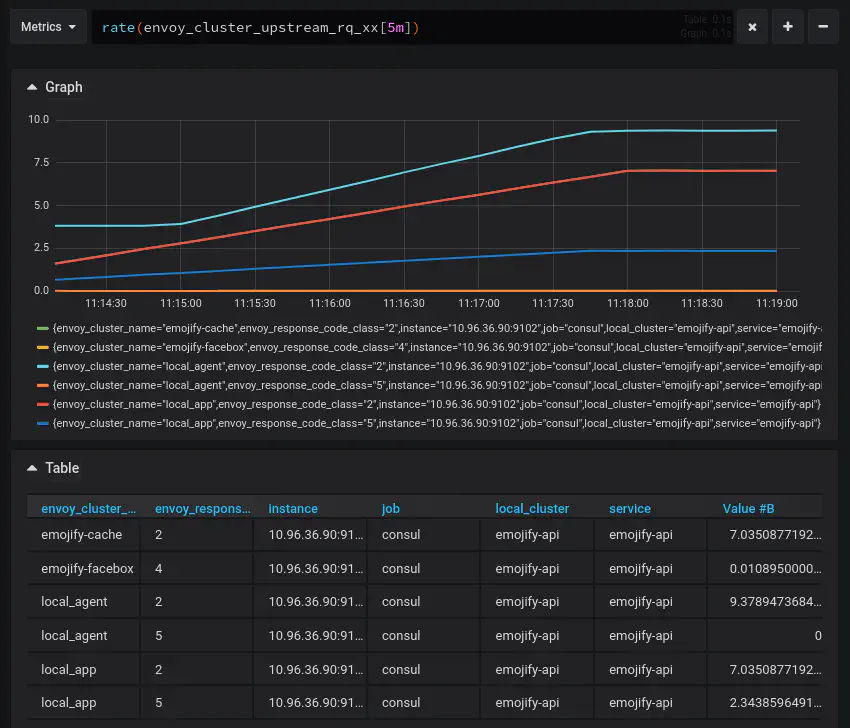 Metrics
rate(envoy_cluster_upstream_rq_xx[5m])
Table 0.1s
Graph 0.1s
Graph
10.0
7.5
5.0
2.5
0.0
11:14:30 11:15:00 11:15:30 11:16:00 11:16:30 11:17:00 11:17:30 11:18:00 11:18:30 11:19:00
{envoy_cluster_name="emojify-cache",envoy_response_code_class="2",instance="10.96.36.90:9102",job="consul",local_cluster="emojify-api",service="emojify-
{envoy_cluster_name="emojify-facebox",envoy_response_code_class="4",instance="10.96.36.90:9102",job="consul",local_cluster="emojify-api",service="emojif
{envoy_cluster_name="local_agent",envoy_response_code_class="2",instance="10.96.36.90:9102",job="consul",local_cluster="emojify-api",service="emojify-api
{envoy_cluster_name="local_agent",envoy_response_code_class="5",instance="10.96.36.90:9102",job="consul",local_cluster="emojify-api",service="emojify-api
{envoy_cluster_name="local_app",envoy_response_code_class="2",instance="10.96.36.90:9102",job="consul",local_cluster="emojify-api",service="emojify-api"}
{envoy_cluster_name="local_app",envoy_response_code_class="5",instance="10.96.36.90:9102",job="consul",local_cluster="emojify-api",service="emojify-api"}
Table
envoy_cluster_... envoy_respons... instance job local_cluster service Value #B
emojify-cache 2 10.96.36.90:91... consul emojify-api emojify-api 7.0350877192...
emojify-facebox 4 10.96.36.90:91... consul emojify-api emojify-api 0.0108950000...
local_agent 2 10.96.36.90:91... consul emojify-api emojify-api 9.3789473684...
local_agent 5 10.96.36.90:91... consul emojify-api emojify-api 0
local_app 2 10.96.36.90:91... consul emojify-api emojify-api 7.0350877192...
local_app 5 10.96.36.90:91... consul emojify-api emojify-api 2.3438596491...